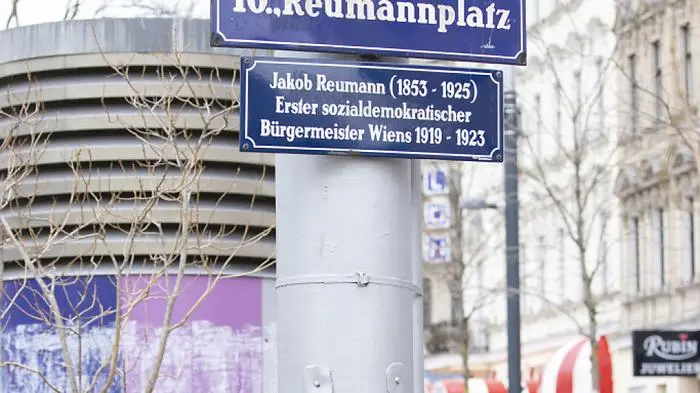 10., Reumannplatz
Jakob Reumann (1853 - 1925)
Erster sozialdemokratischer
Bürgermeister Wiens 1919 - 1923
RUBIN
JUWELIER